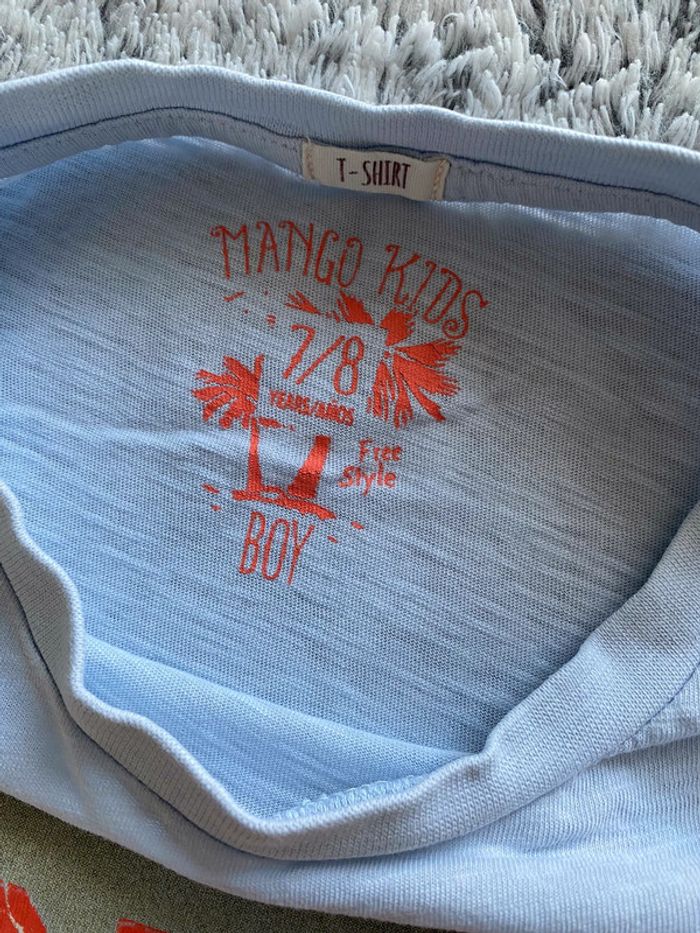 T-SHIRT
MANGO KIDS
7/8
YEARS/AÑOS
Free
Style
BOY